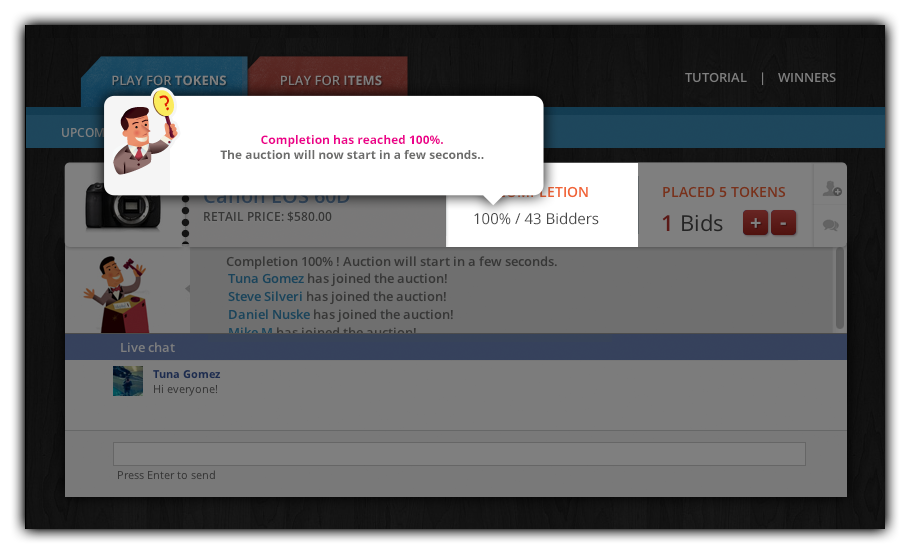 PLAY FOR TOKENS
PLAY FOR ITEMS
TUTORIAL | WINNERS
?
Completion has reached 100%.
The auction will now start in a few seconds..
Canon EOS 60D
RETAIL PRICE: $580.00
100% / 43 Bidders
PLACED 5 TOKENS
1 Bids + -
Completion 100% ! Auction will start in a few seconds.
Tuna Gomez has joined the auction!
Steve Silveri has joined the auction!
Daniel Nuske has joined the auction!
Mike M has joined the auction!
Live chat
Tuna Gomez
Hi everyone!
Press Enter to send